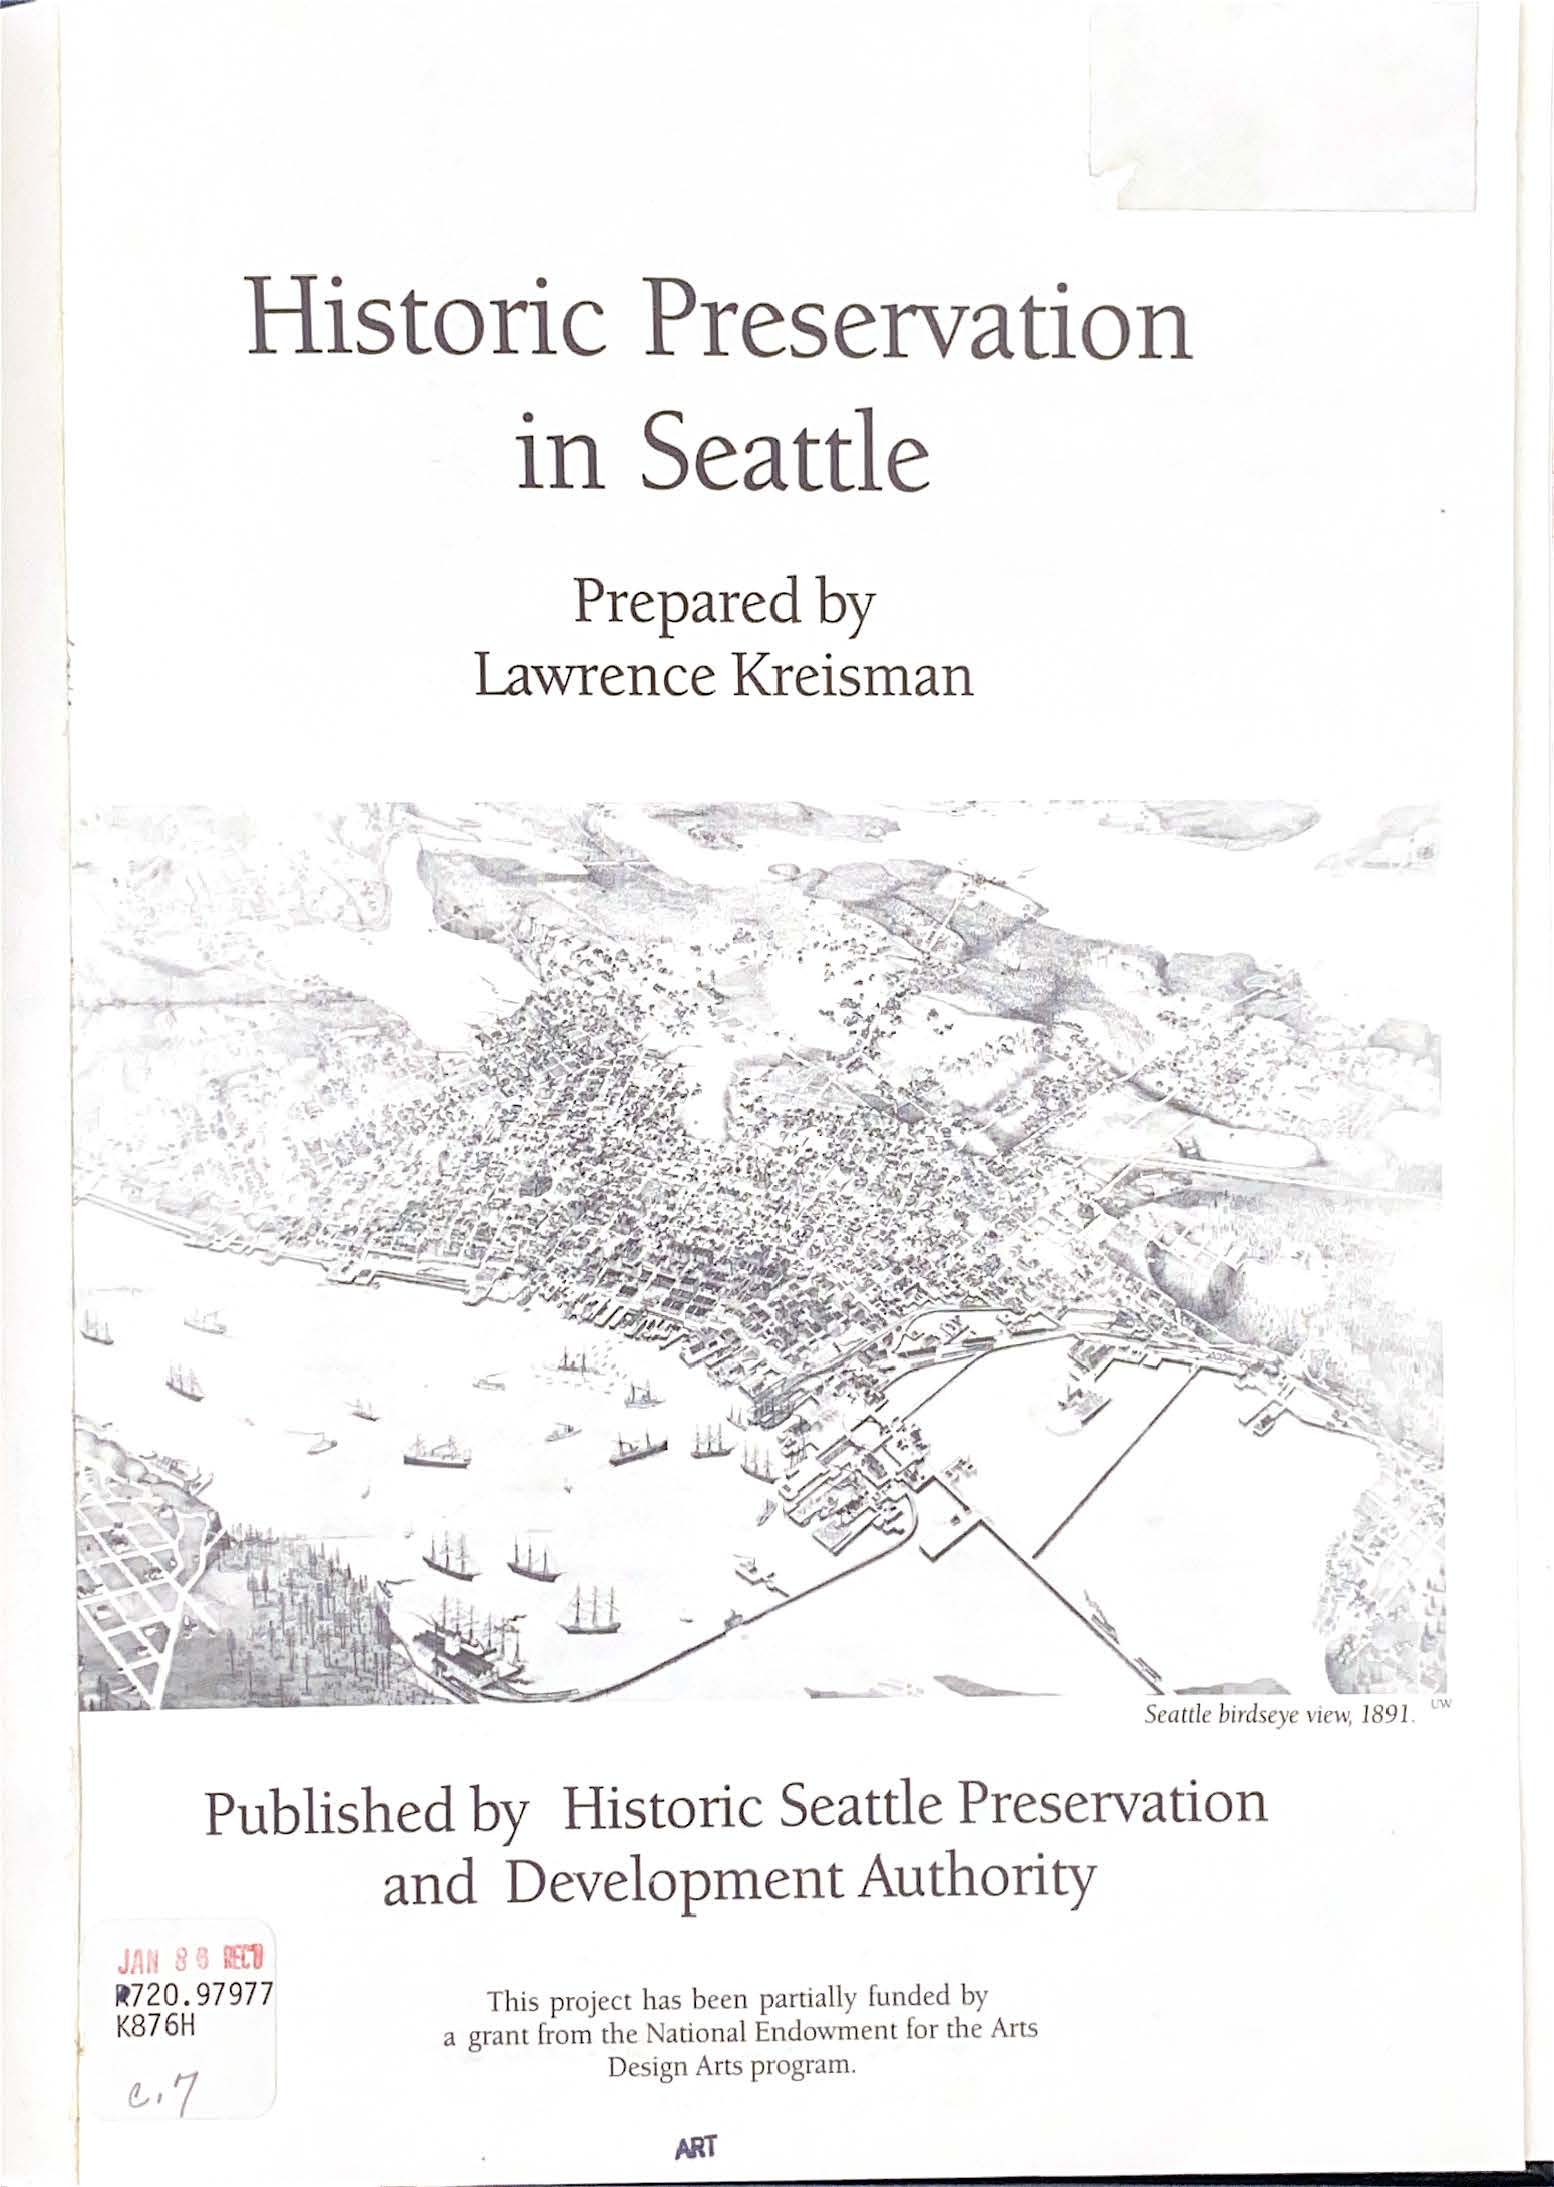 Historic Preservation
in Seattle
Prepared by
Lawrence Kreisman
Seattle birdseye view, 1891. UW
Published by Historic Seattle Preservation
and Development Authority
JAN 86 REC'D
R720.97977
K876H
c.7
This project has been partially funded by
a grant from the National Endowment for the Arts
Design Arts program.
ART